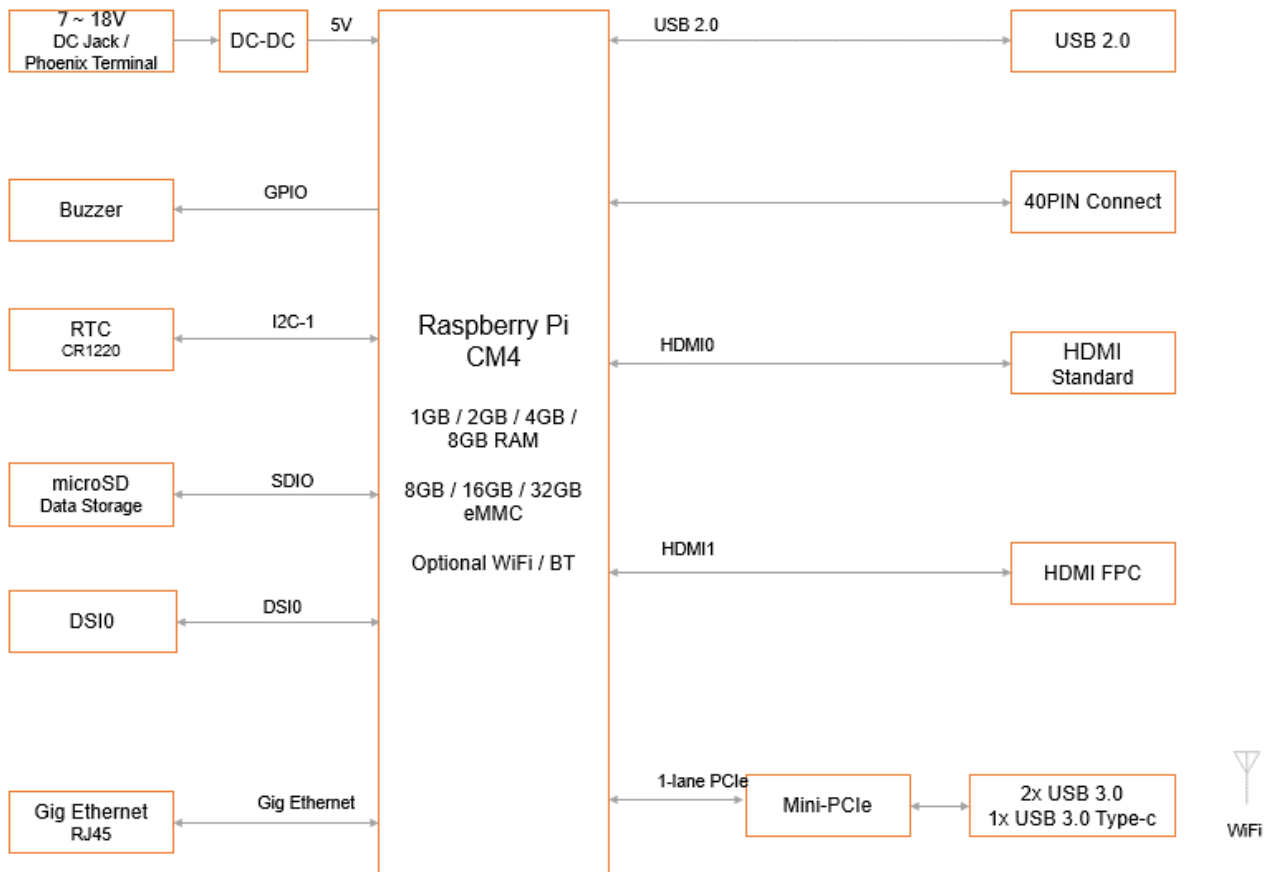 7 ~ 18V
DC Jack /
Phoenix Terminal
DC-DC
5V
USB 2.0
USB 2.0
Buzzer
GPIO
40PIN Connect
RTC
CR1220
I2C-1
Raspberry Pi
CM4
1GB / 2GB / 4GB /
8GB RAM
8GB / 16GB / 32GB
eMMC
Optional WiFi / BT
HDMI0
HDMI
Standard
microSD
Data Storage
SDIO
HDMI1
HDMI FPC
DSI0
DSI0
Gig Ethernet
RJ45
Gig Ethernet
1-lane PCIe
Mini-PCIe
2x USB 3.0
1x USB 3.0 Type-c
WiFi